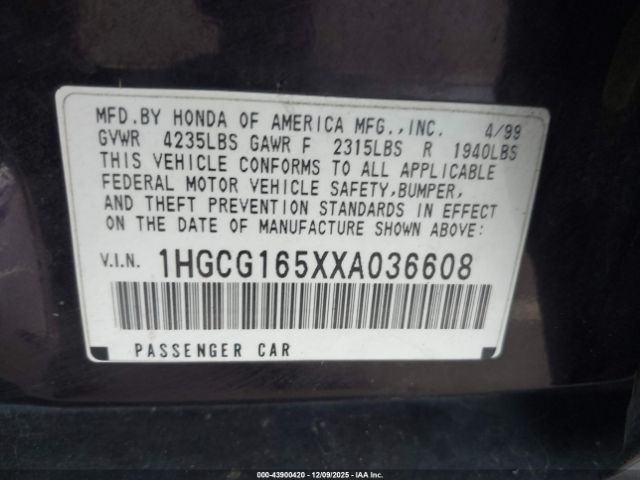 MFD.BY HONDA OF AMERICA MFG.,INC. 4/99
GVWR 4235LBS GAWR F 2315LBS R 1940LBS
THIS VEHICLE CONFORMS TO ALL APPLICABLE
FEDERAL MOTOR VEHICLE SAFETY,BUMPER,
AND THEFT PREVENTION STANDARDS IN EFFECT
ON THE DATE OF MANUFACTURE SHOWN ABOVE:
V.I.N. 1HGCG165XXA036608
PASSENGER CAR
000-43900420 - 12/09/2025 - IAAI, Inc.